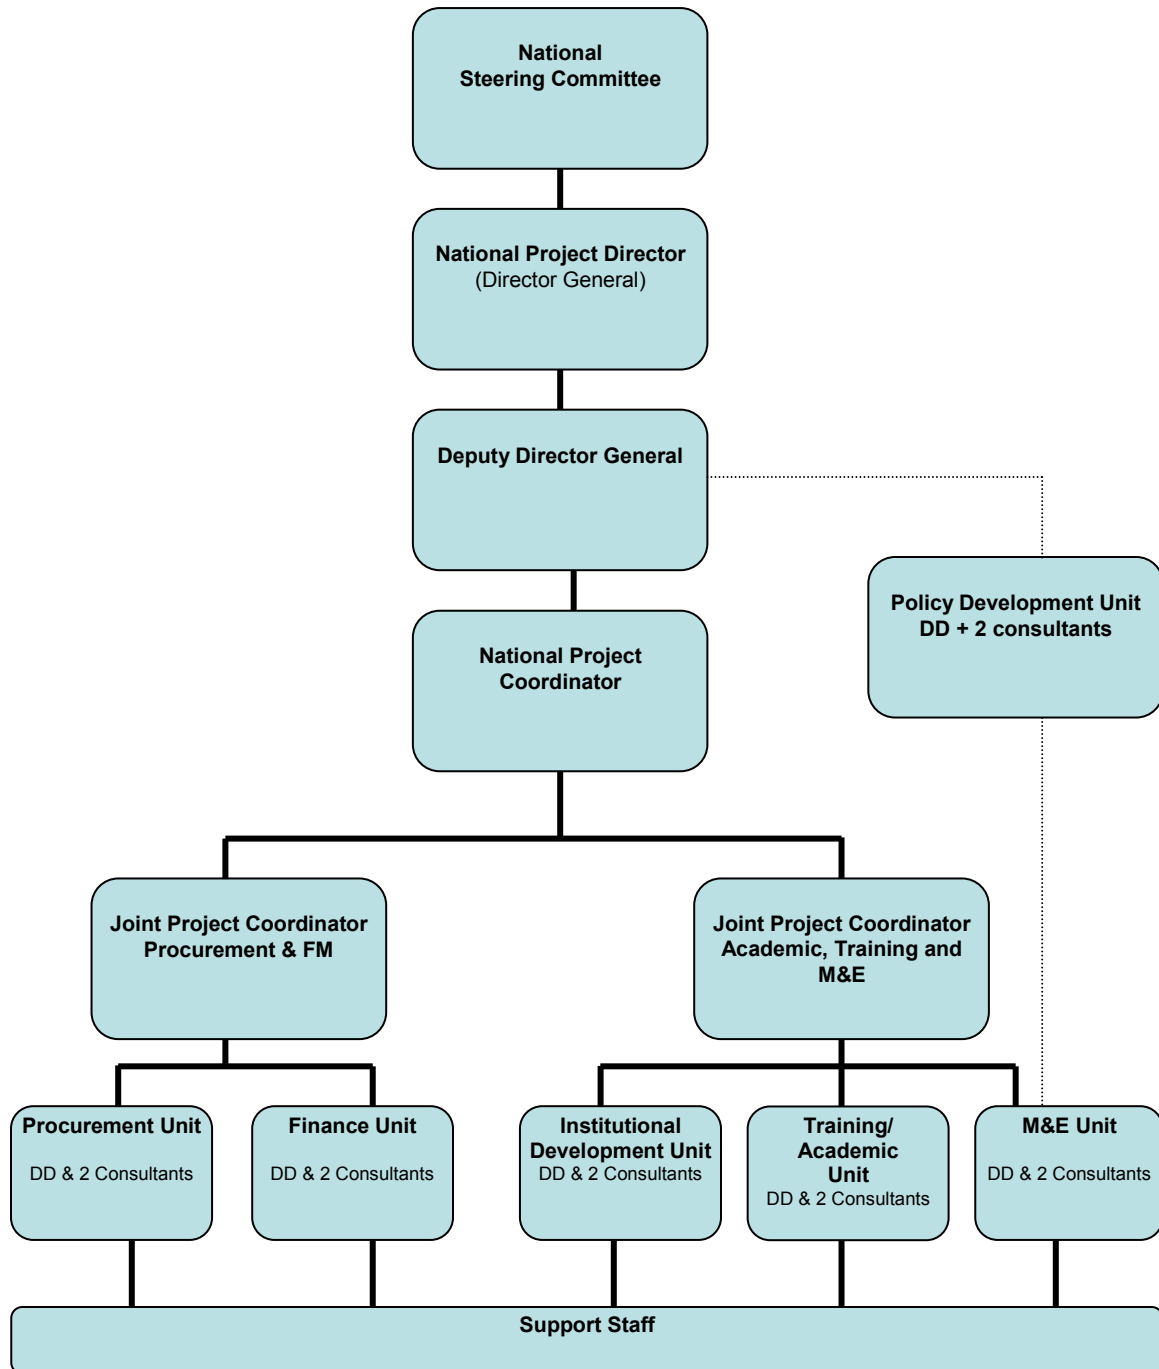 National
Steering Committee
National Project Director
(Director General)
Deputy Director General
Policy Development Unit
DD + 2 consultants
National Project
Coordinator
Joint Project Coordinator
Procurement & FM
Joint Project Coordinator
Academic, Training and
M&E
Procurement Unit
DD & 2 Consultants
Finance Unit
DD & 2 Consultants
Institutional
Development Unit
DD & 2 Consultants
Training/
Academic
Unit
DD & 2 Consultants
M&E Unit
DD & 2 Consultants
Support Staff